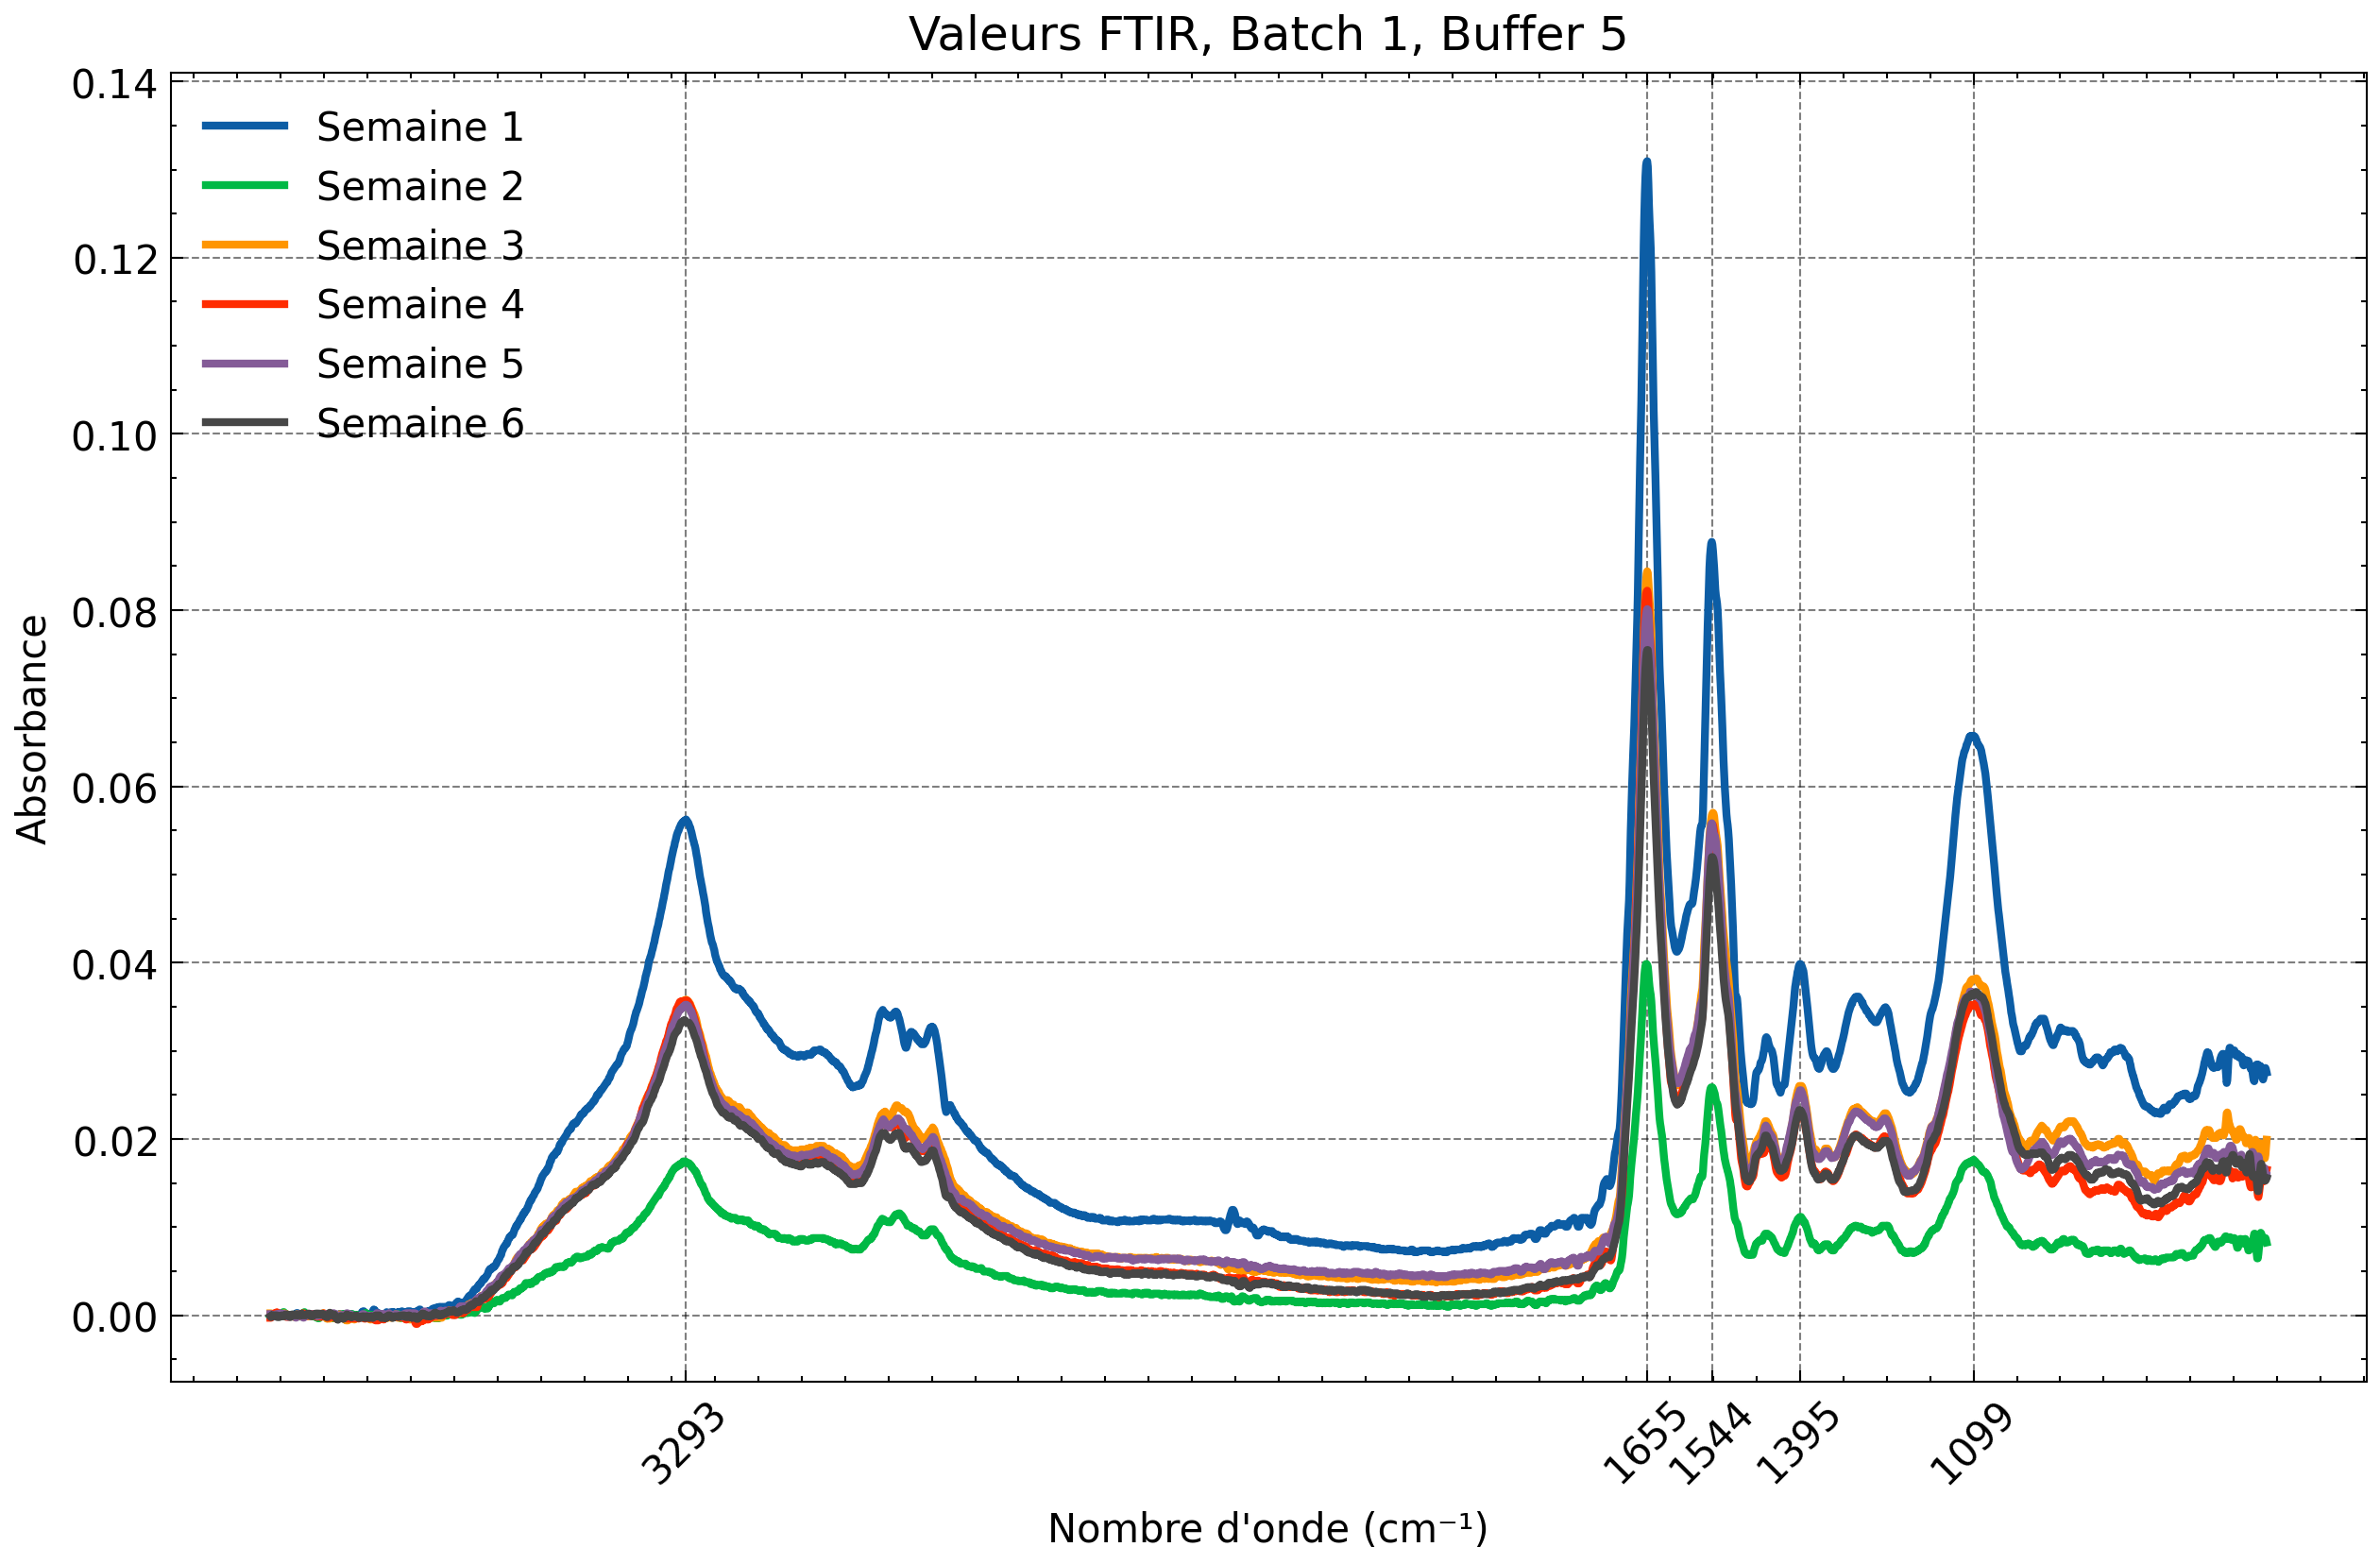 Valeurs FTIR, Batch 1, Buffer 5
0.14
0.12
0.10
0.08
0.06
0.04
0.02
0.00
Absorbance
Semaine 1
Semaine 2
Semaine 3
Semaine 4
Semaine 5
Semaine 6
3293
1655
1544
1395
1099
Nombre d'onde (cm⁻¹)